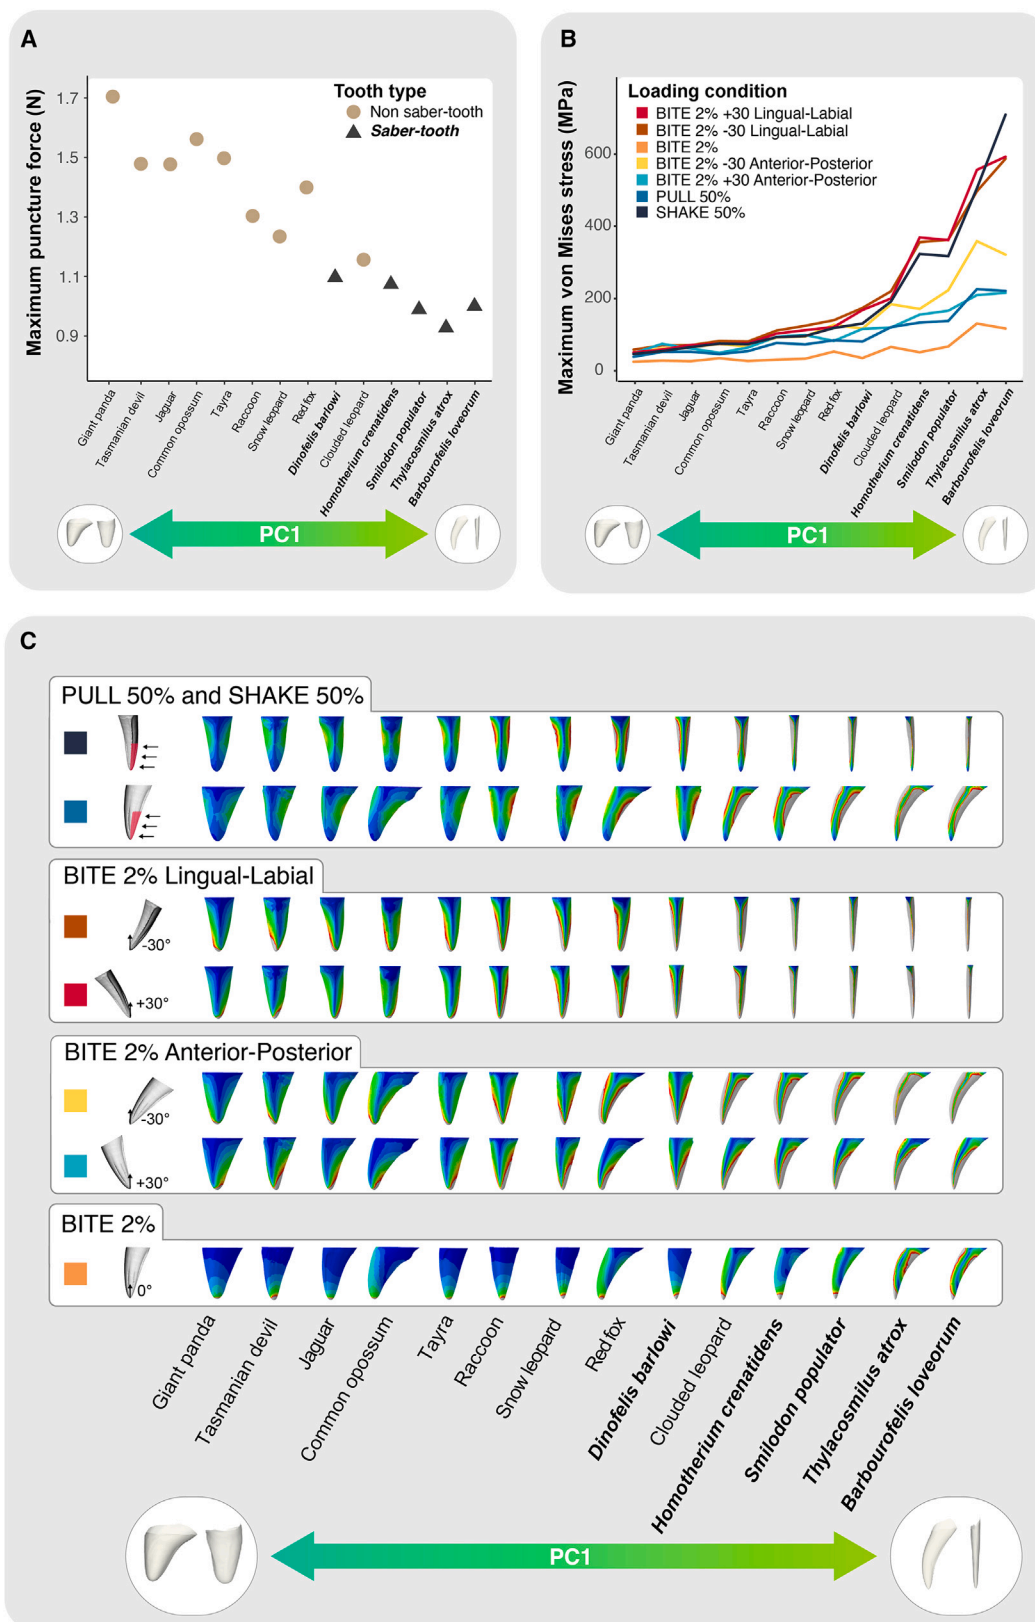 A
Maximum puncture force (N)
1.7
1.5
1.3
1.1
0.9
Tooth type
Non saber-tooth
Saber-tooth
Giant panda
Tasmanian devil
Jaguar
Common opossum
Tayra
Raccoon
Snow leopard
Red fox
Dinofelis barlowi
Clouded leopard
Homotherium crenatidens
Smilodon populator
Thylacosmilus atrox
Barbourofelis loveorum
PC1
B
Maximum von Mises stress (MPa)
600
400
200
0
Loading condition
BITE 2% +30 Lingual-Labial
BITE 2% -30 Lingual-Labial
BITE 2%
BITE 2% -30 Anterior-Posterior
BITE 2% +30 Anterior-Posterior
PULL 50%
SHAKE 50%
Giant panda
Tasmanian devil
Jaguar
Common opossum
Tayra
Raccoon
Snow leopard
Red fox
Dinofelis barlowi
Clouded leopard
Homotherium crenatidens
Smilodon populator
Thylacosmilus atrox
Barbourofelis loveorum
PC1
C
PULL 50% and SHAKE 50%
BITE 2% Lingual-Labial
-30°
+30°
BITE 2% Anterior-Posterior
-30°
+30°
BITE 2%
0°
Giant panda
Tasmanian devil
Jaguar
Common opossum
Tayra
Raccoon
Snow leopard
Red fox
Dinofelis barlowi
Clouded leopard
Homotherium crenatidens
Smilodon populator
Thylacosmilus atrox
Barbourofelis loveorum
PC1